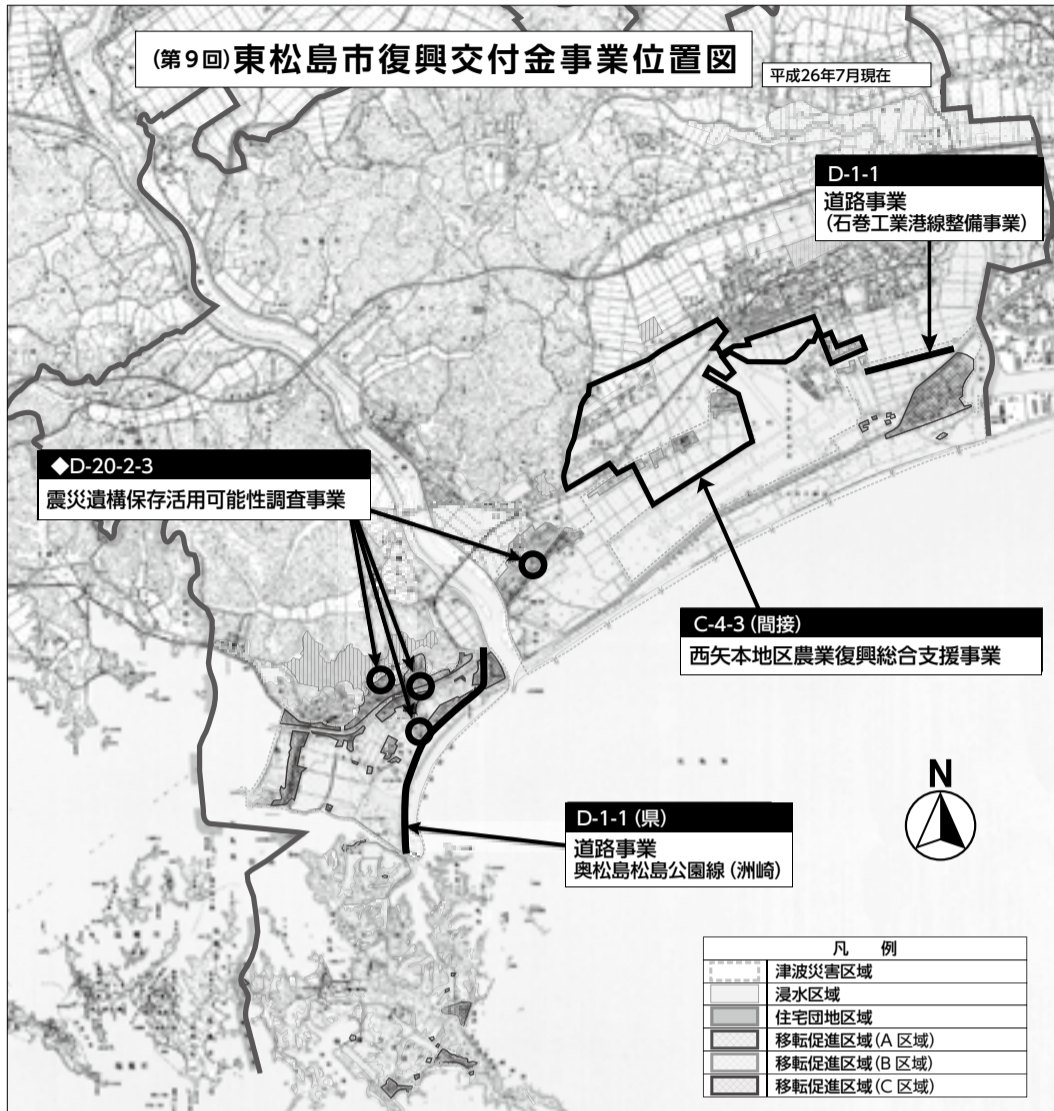 (第9回)東松島市復興交付金事業位置図
平成26年7月現在
D-1-1
道路事業
(石巻工業港線整備事業)
◆D-20-2-3
震災遺構保存活用可能性調査事業
C-4-3 (間接)
西矢本地区農業復興総合支援事業
N
D-1-1 (県)
道路事業
奥松島松島公園線 (洲崎)
凡 例
津波災害区域
浸水区域
住宅団地区域
移転促進区域 (A 区域)
移転促進区域 (B 区域)
移転促進区域 (C 区域)